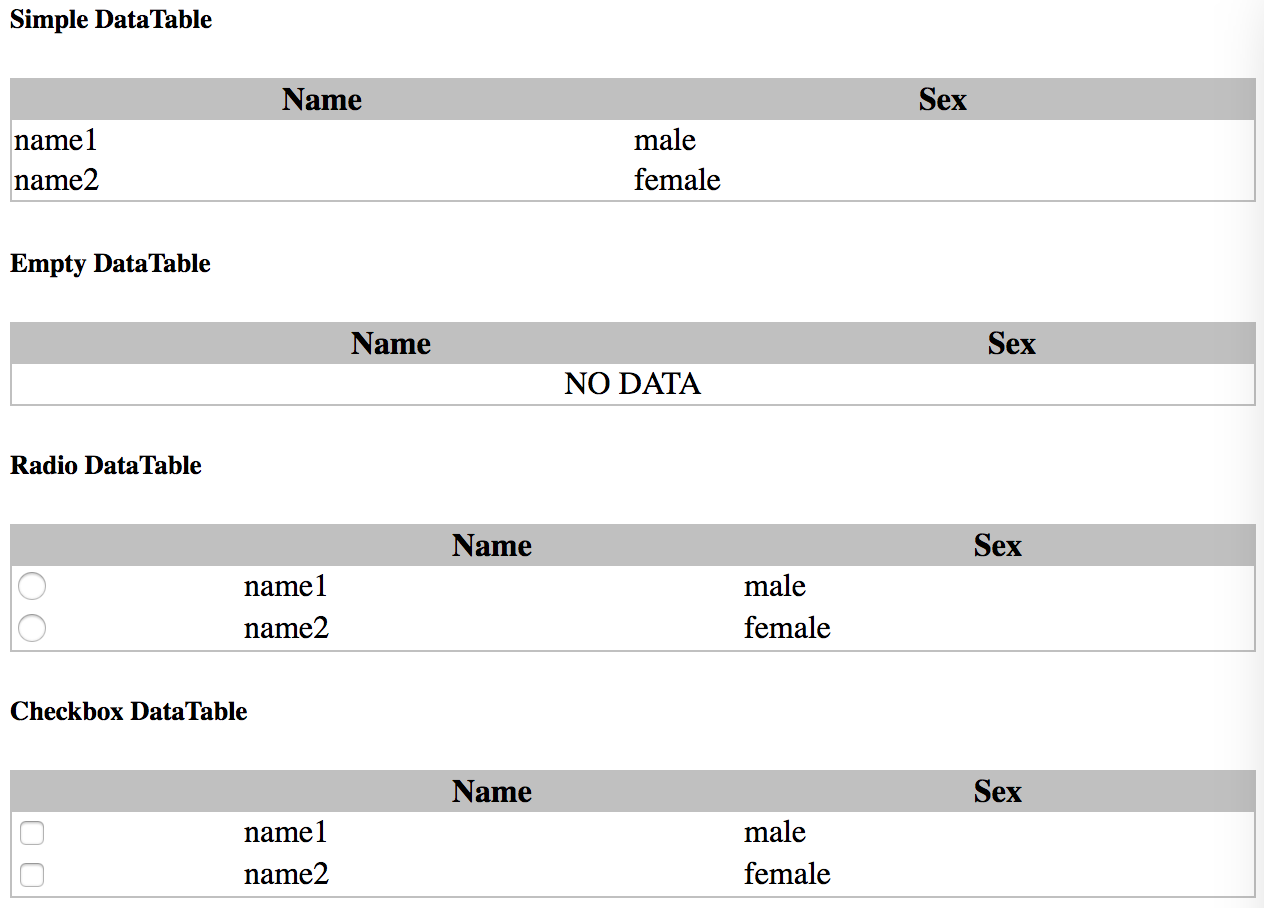 Simple DataTable
Name Sex
name1 male
name2 female
Empty DataTable
Name Sex
NO DATA
Radio DataTable
Name Sex
name1 male
name2 female
Checkbox DataTable
Name Sex
name1 male
name2 female